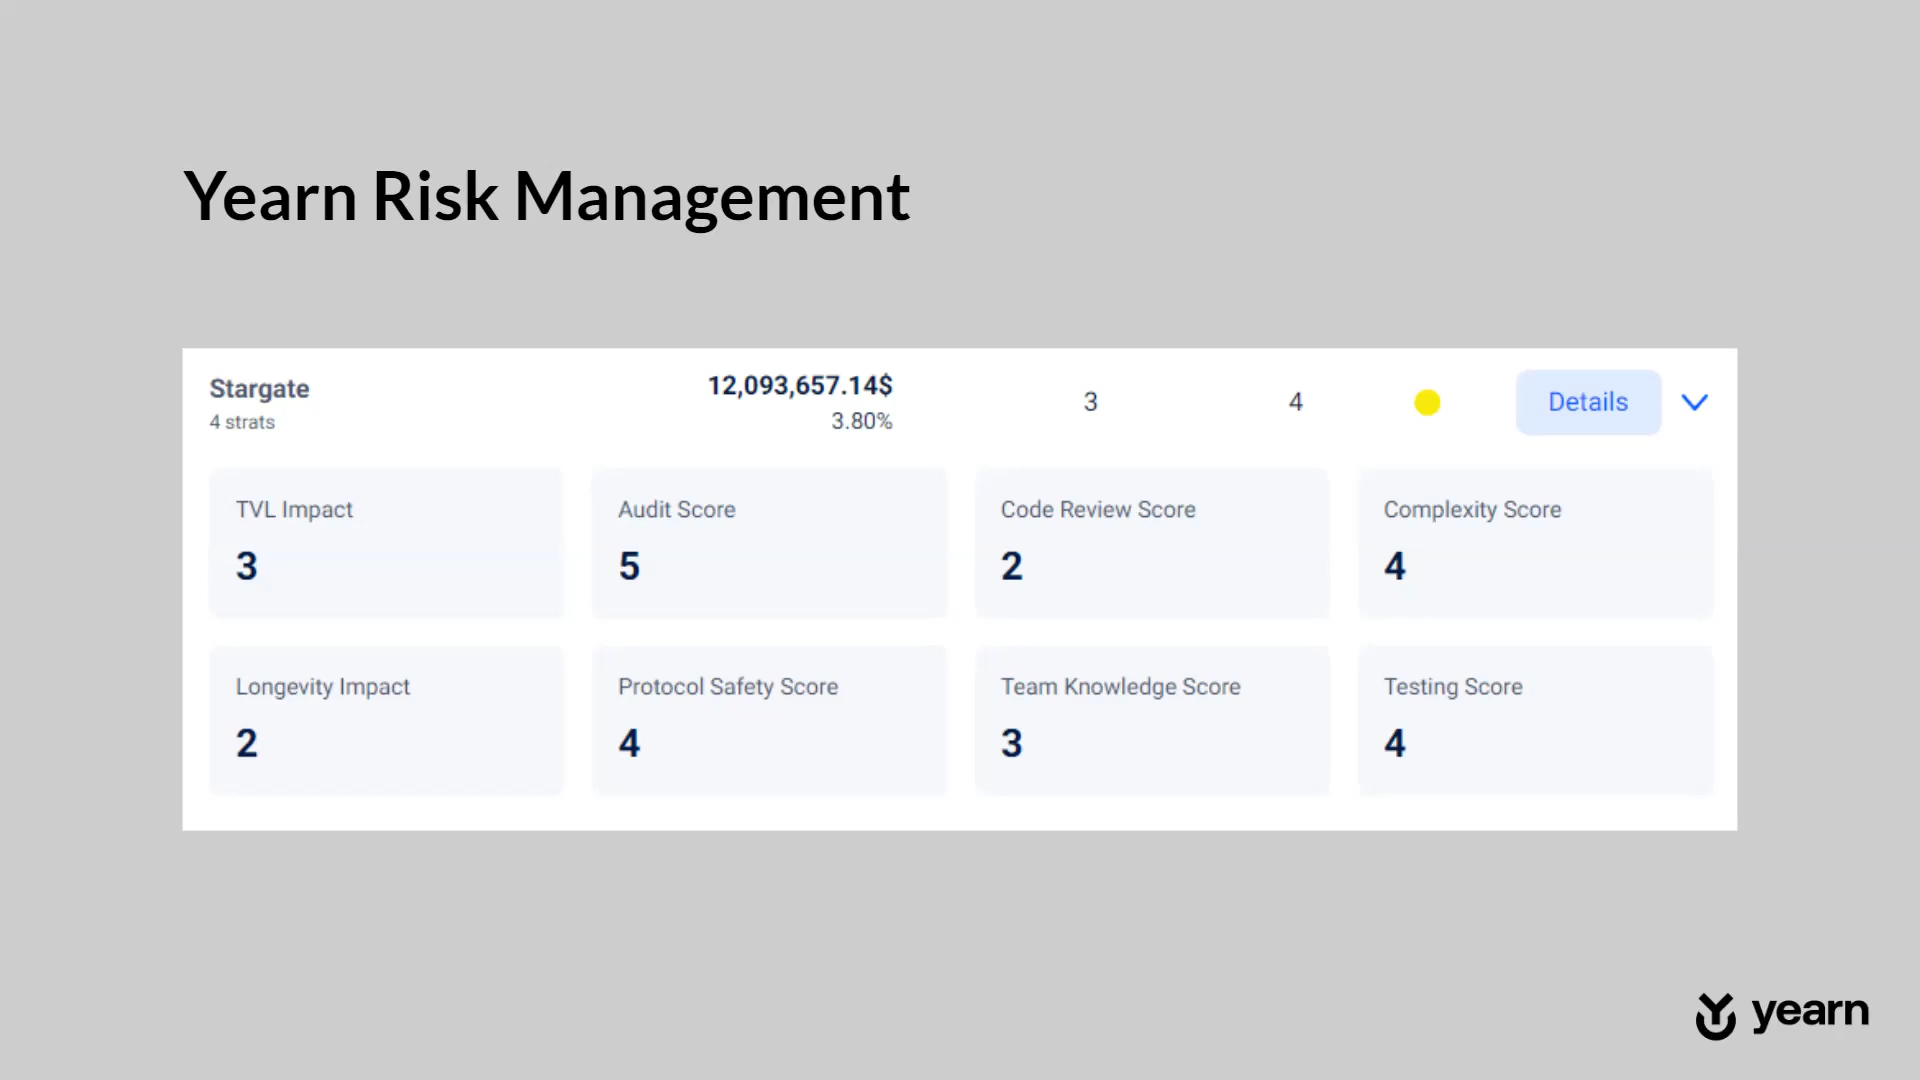 Yearn Risk Management
Stargate
4 strats
12,093,657.14$
3.80%
3
4
Details
TVL Impact
3
Audit Score
5
Code Review Score
2
Complexity Score
4
Longevity Impact
2
Protocol Safety Score
4
Team Knowledge Score
3
Testing Score
4
yearn